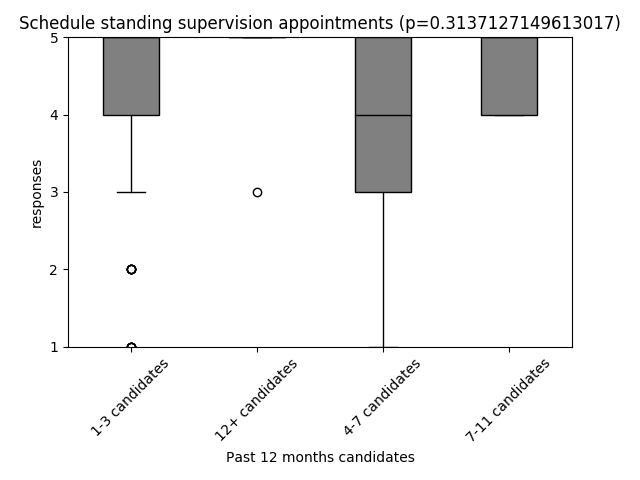 Schedule standing supervision appointments (p=0.3137127149613017)
5
4
3
2
1
responses
1-3 candidates
12+ candidates
4-7 candidates
7-11 candidates
Past 12 months candidates